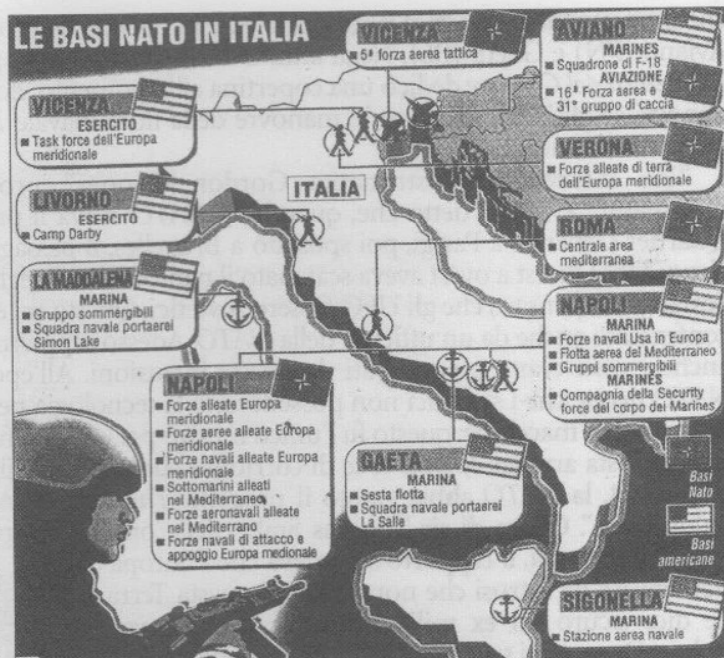 LE BASI NATO IN ITALIA
VICENZA
5ª forza aerea tattica
AVIANO
MARINES
Squadrone di F-18
AVIAZIONE
16ª Forza aerea e
31° gruppo di caccia
VICENZA
ESERCITO
Task force dell'Europa
meridionale
VERONA
Forze alleate di terra
dell'Europa meridionale
ITALIA
LIVORNO
ESERCITO
Camp Darby
ROMA
Centrale area
mediterranea
LA MADDALENA
MARINA
Gruppo sommergibili
Squadra navale portaerei
Simon Lake
NAPOLI
MARINA
Forze navali Usa in Europa
Flotta aerea del Mediterraneo
Gruppi sommergibili
MARINES
Compagnia della Security
force del corpo dei Marines
NAPOLI
Forze alleate Europa
meridionale
Forze aeree alleate Europa
meridionale
Forze navali alleate Europa
meridionale
Sottomarini alleati
nel Mediterraneo
Forze aeronavali alleate
nel Mediterrano
Forze navali di attacco e
appoggio Europa medionale
GAETA
MARINA
Sesta flotta
Squadra navale portaerei
La Salle
Basi
Nato
Basi
americane
SIGONELLA
MARINA
Stazione aerea navale